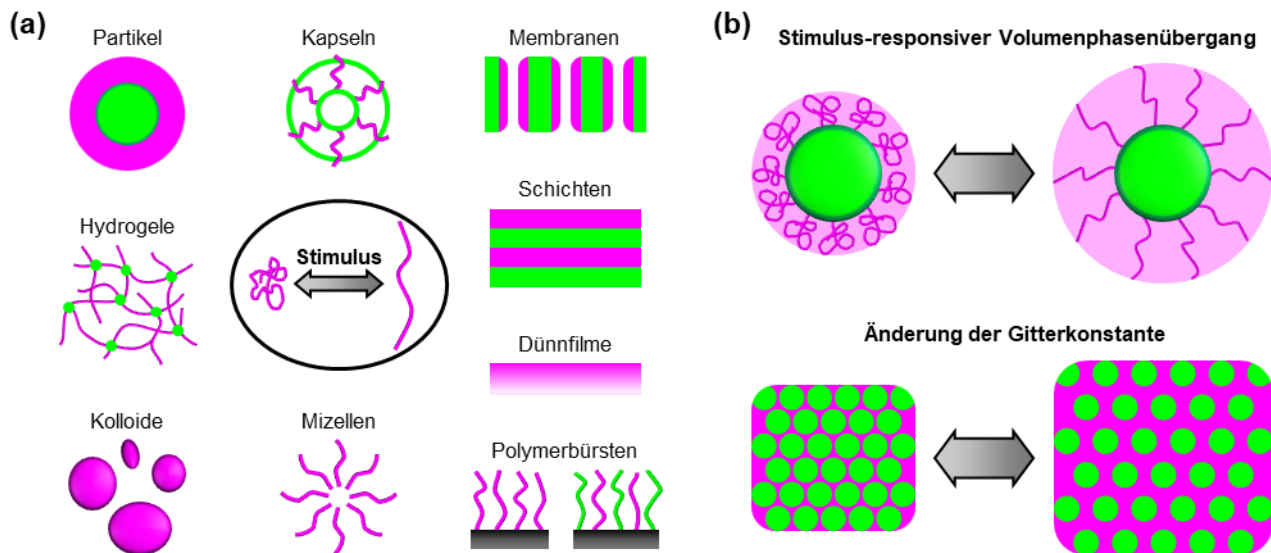 (a)
Partikel
Kapseln
Membranen
Schichten
Hydrogele
Stimulus
Dünnfilme
Kolloide
Mizellen
Polymerbürsten
(b)
Stimulus-responsiver Volumenphasenübergang
Änderung der Gitterkonstante